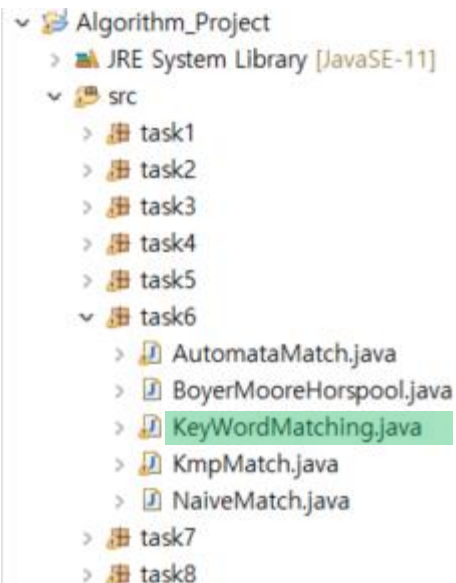 Algorithm_Project
JRE System Library [JavaSE-11]
src
task1
task2
task3
task4
task5
task6
AutomataMatch.java
BoyerMooreHorspool.java
KeyWordMatching.java
KmpMatch.java
NaiveMatch.java
task7
task8